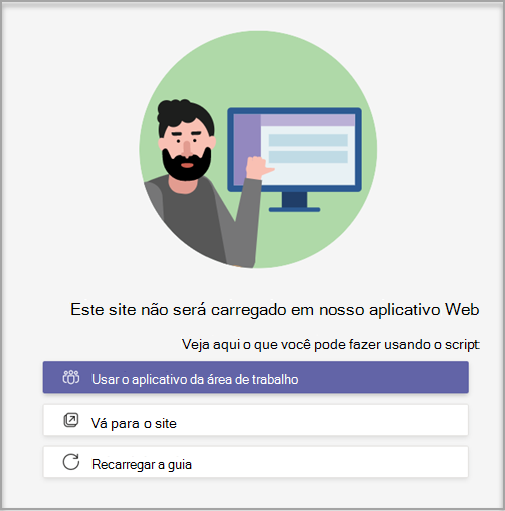 Este site não será carregado em nosso aplicativo Web
Veja aqui o que você pode fazer usando o script
Usar o aplicativo da área de trabalho
Vá para o site
Recarregar a guia